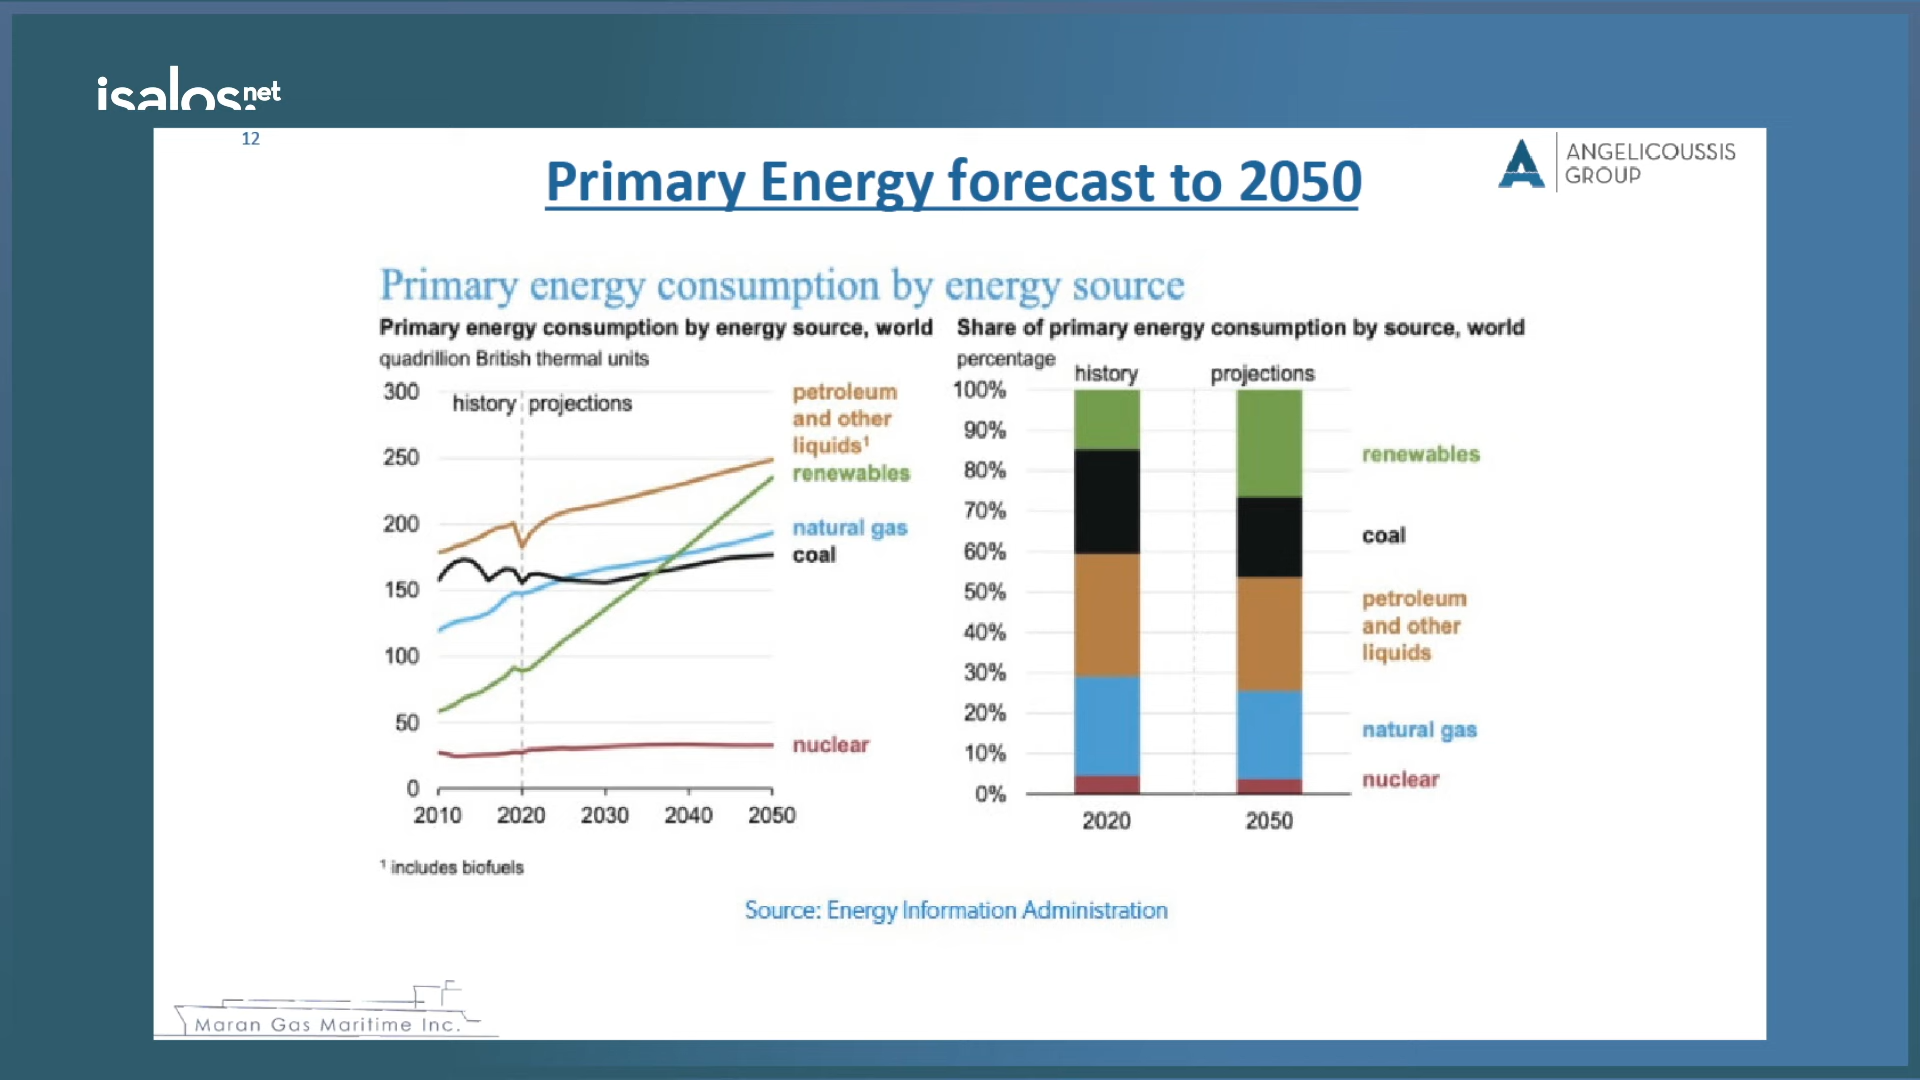 isalos.net
12
Primary Energy forecast to 2050
ANGELICOUSSIS
GROUP
Primary energy consumption by energy source
Primary energy consumption by energy source, world
quadrillion British thermal units
300
250
200
150
100
50
0
history projections
2010 2020 2030 2040 2050
petroleum
and other
liquids¹
renewables
natural gas
coal
nuclear
¹ includes biofuels
Share of primary energy consumption by source, world
percentage
history projections
100%
90%
80%
70%
60%
50%
40%
30%
20%
10%
0%
2020 2050
renewables
coal
petroleum
and other
liquids
natural gas
nuclear
Source: Energy Information Administration
Maran Gas Maritime Inc.